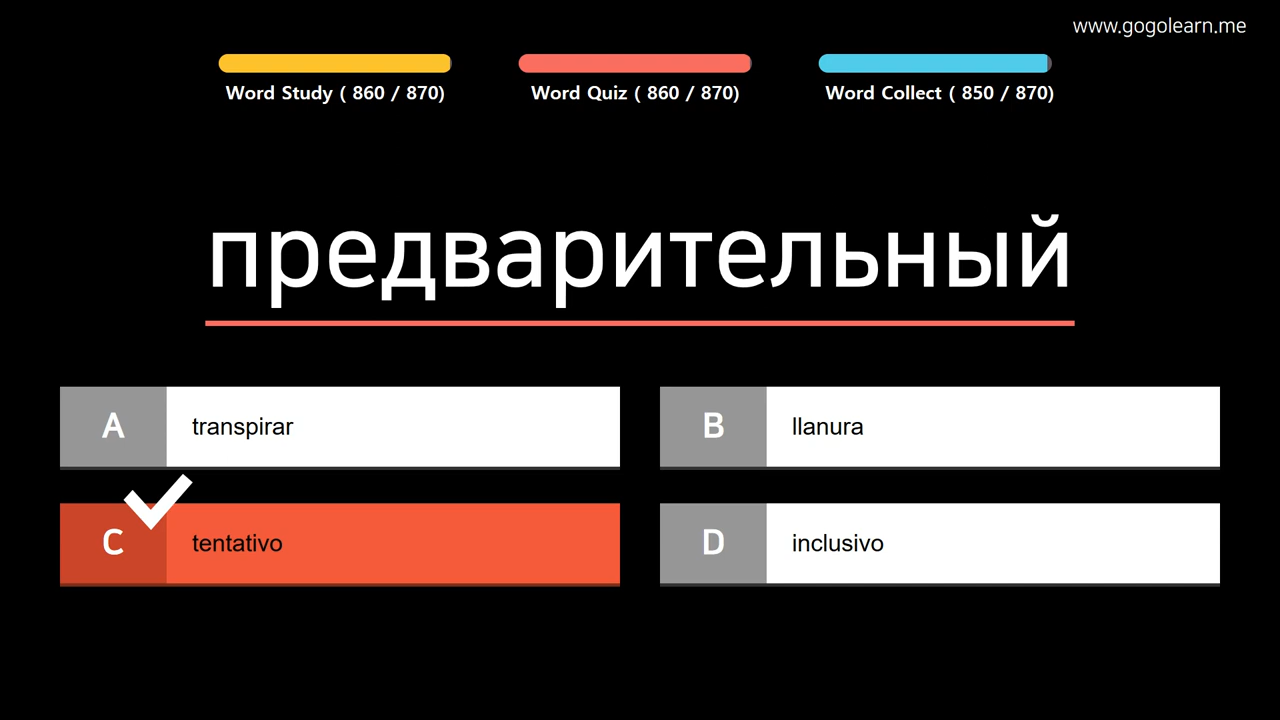 www.gogolearn.me
Word Study ( 860 / 870)
Word Quiz ( 860 / 870)
Word Collect ( 850 / 870)
предварительный
A transpirar
B llanura
C tentativo
D inclusivo